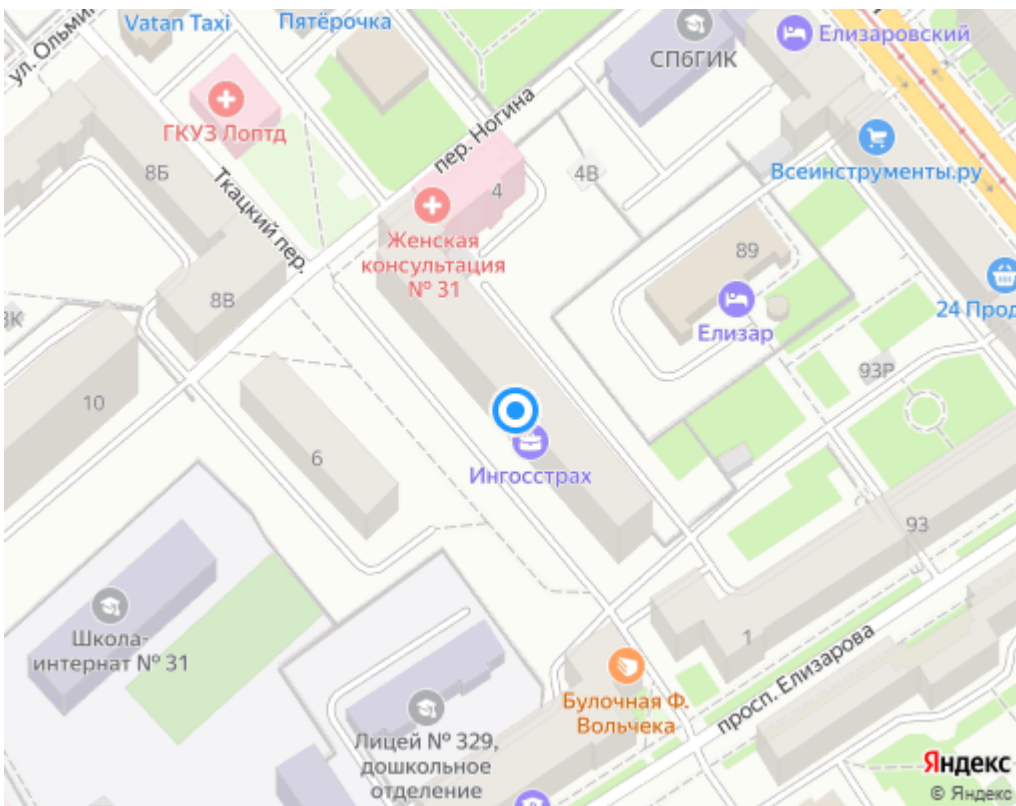 ул. Ольми
Vatan Taxi
Пятёрочка
СПбГИК
Елизаровский
ГКУЗ Лоптд
пер. Ногина
Всеинструменты.ру
8Б
4В
4
Ткацкий пер.
Женская
консультация
№ 31
89
8В
3К
Елизар
24 Прод
93Р
10
6
Ингосстрах
93
Школа-
интернат № 31
1
просп. Елизарова
1
Булочная Ф.
Вольчека
Лицей № 329,
дошкольное
отделение
Яндекс
© Яндекс